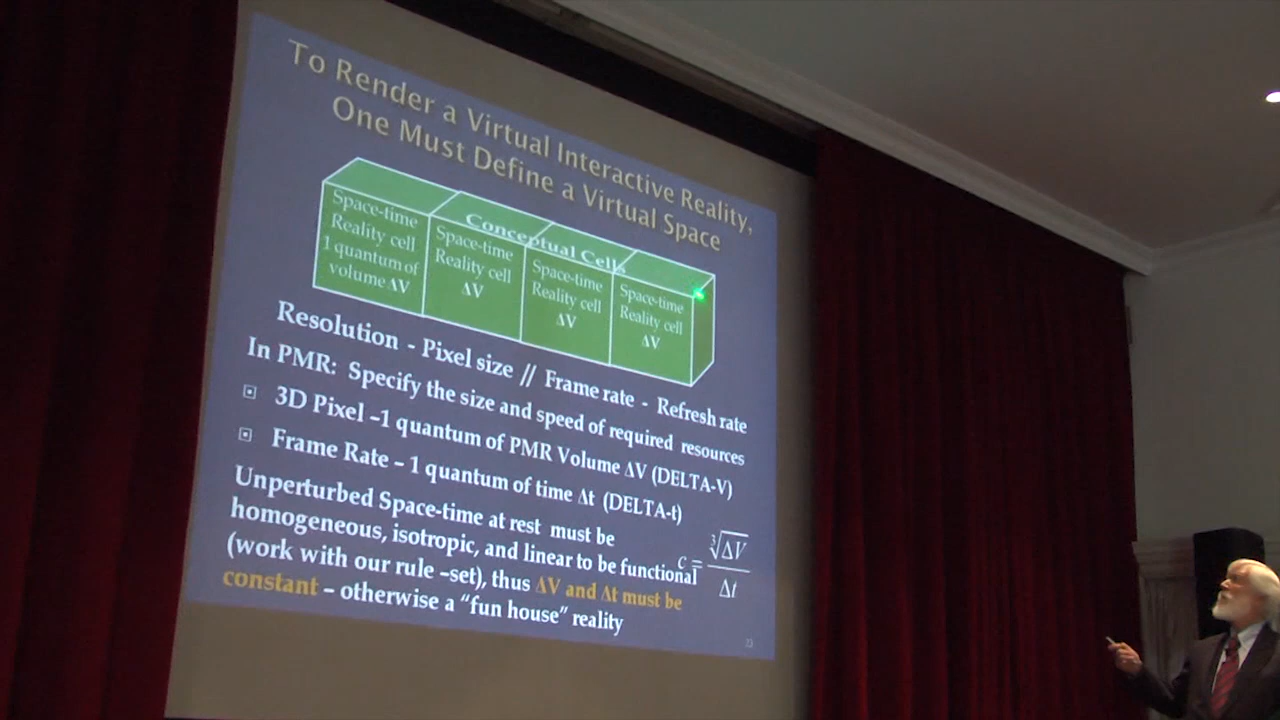 To Render a Virtual Interactive Reality,
One Must Define a Virtual Space
Conceptual Cells
Space-time
Reality cell
1 quantum of
volume ΔV
Space-time
Reality cell
ΔV
Space-time
Reality cell
ΔV
Space-time
Reality cell
ΔV
Resolution - Pixel size // Frame rate - Refresh rate
In PMR: Specify the size and speed of required resources
3D Pixel –1 quantum of PMR Volume ΔV (DELTA-V)
Frame Rate – 1 quantum of time Δt (DELTA-t)
Unperturbed Space-time at rest must be
homogeneous, isotropic, and linear to be functional
(work with our rule –set), thus ΔV and Δt must be
constant – otherwise a “fun house” reality
c = ∛ΔV / Δt
23